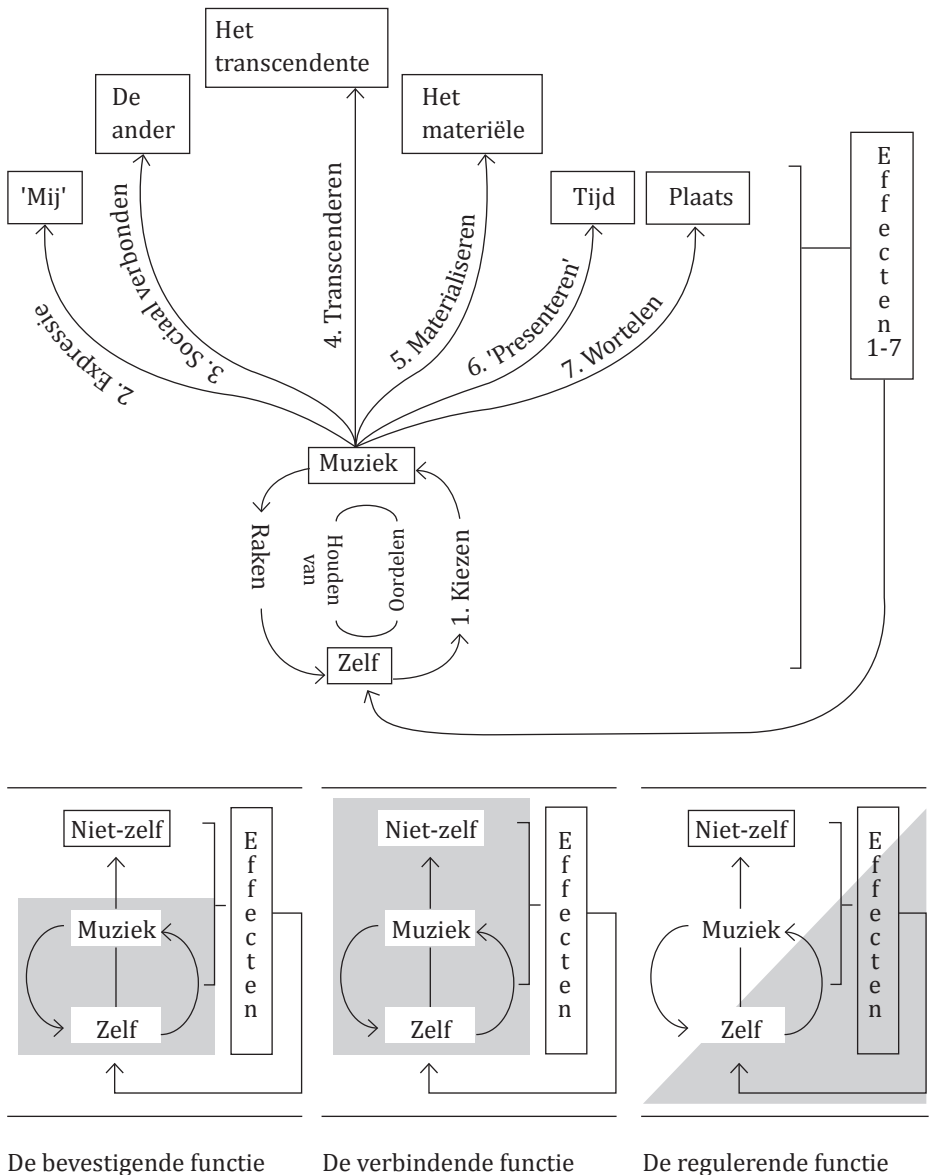 Het
transcendente
De
ander
Het
materiële
'Mij'
Tijd
Plaats
Effecten
1-7
2. Expressie
3. Sociaal verbonden
4. Transcenderen
5. Materialiseren
6. 'Presenteren'
7. Wortelen
Muziek
Raken
Houden
van
Oordelen
1. Kiezen
Zelf
Niet-zelf
Muziek
Zelf
Effecten
Niet-zelf
Muziek
Zelf
Effecten
Niet-zelf
Muziek
Zelf
Effecten
De bevestigende functie
De verbindende functie
De regulerende functie